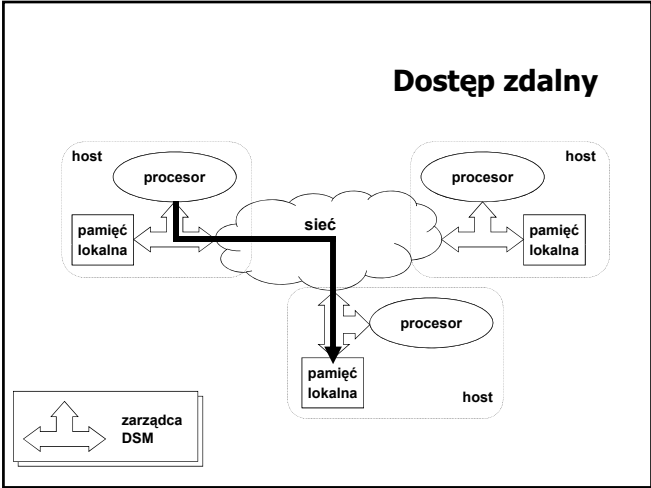 Dostęp zdalny
host
procesor
pamięć
lokalna
sieć
host
procesor
pamięć
lokalna
procesor
pamięć
lokalna
host
zarządca
DSM